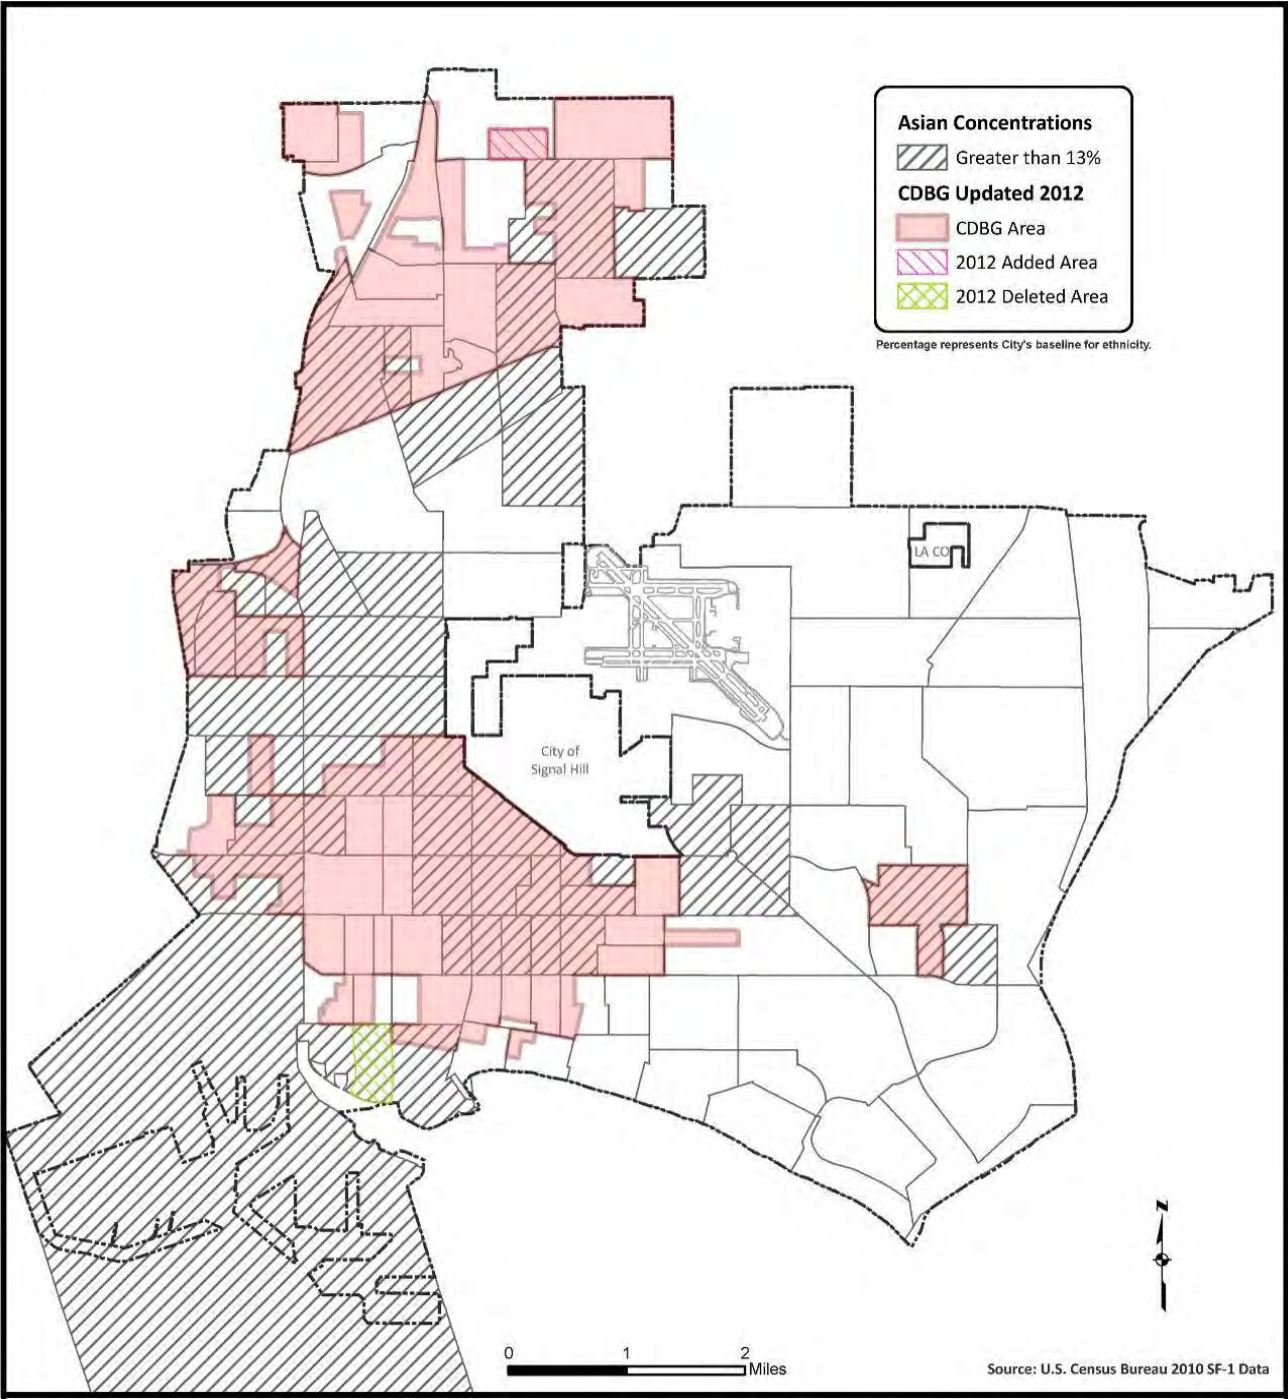 Asian Concentrations
Greater than 13%
CDBG Updated 2012
CDBG Area
2012 Added Area
2012 Deleted Area
Percentage represents City's baseline for ethnicity.
LA CO
City of
Signal Hill
N
0 1 2
Miles
Source: U.S. Census Bureau 2010 SF-1 Data